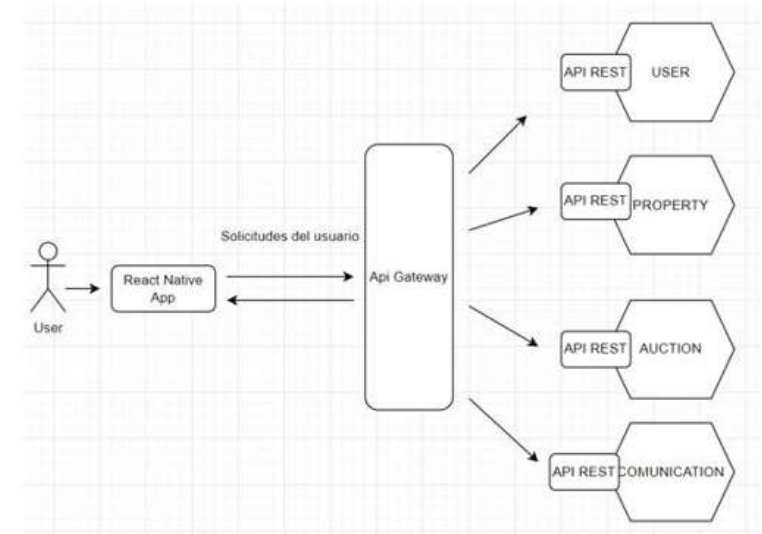 API REST
USER
API REST
PROPERTY
Solicitudes del usuario
Api Gateway
React Native
App
User
API REST
AUCTION
API REST
COMUNICATION